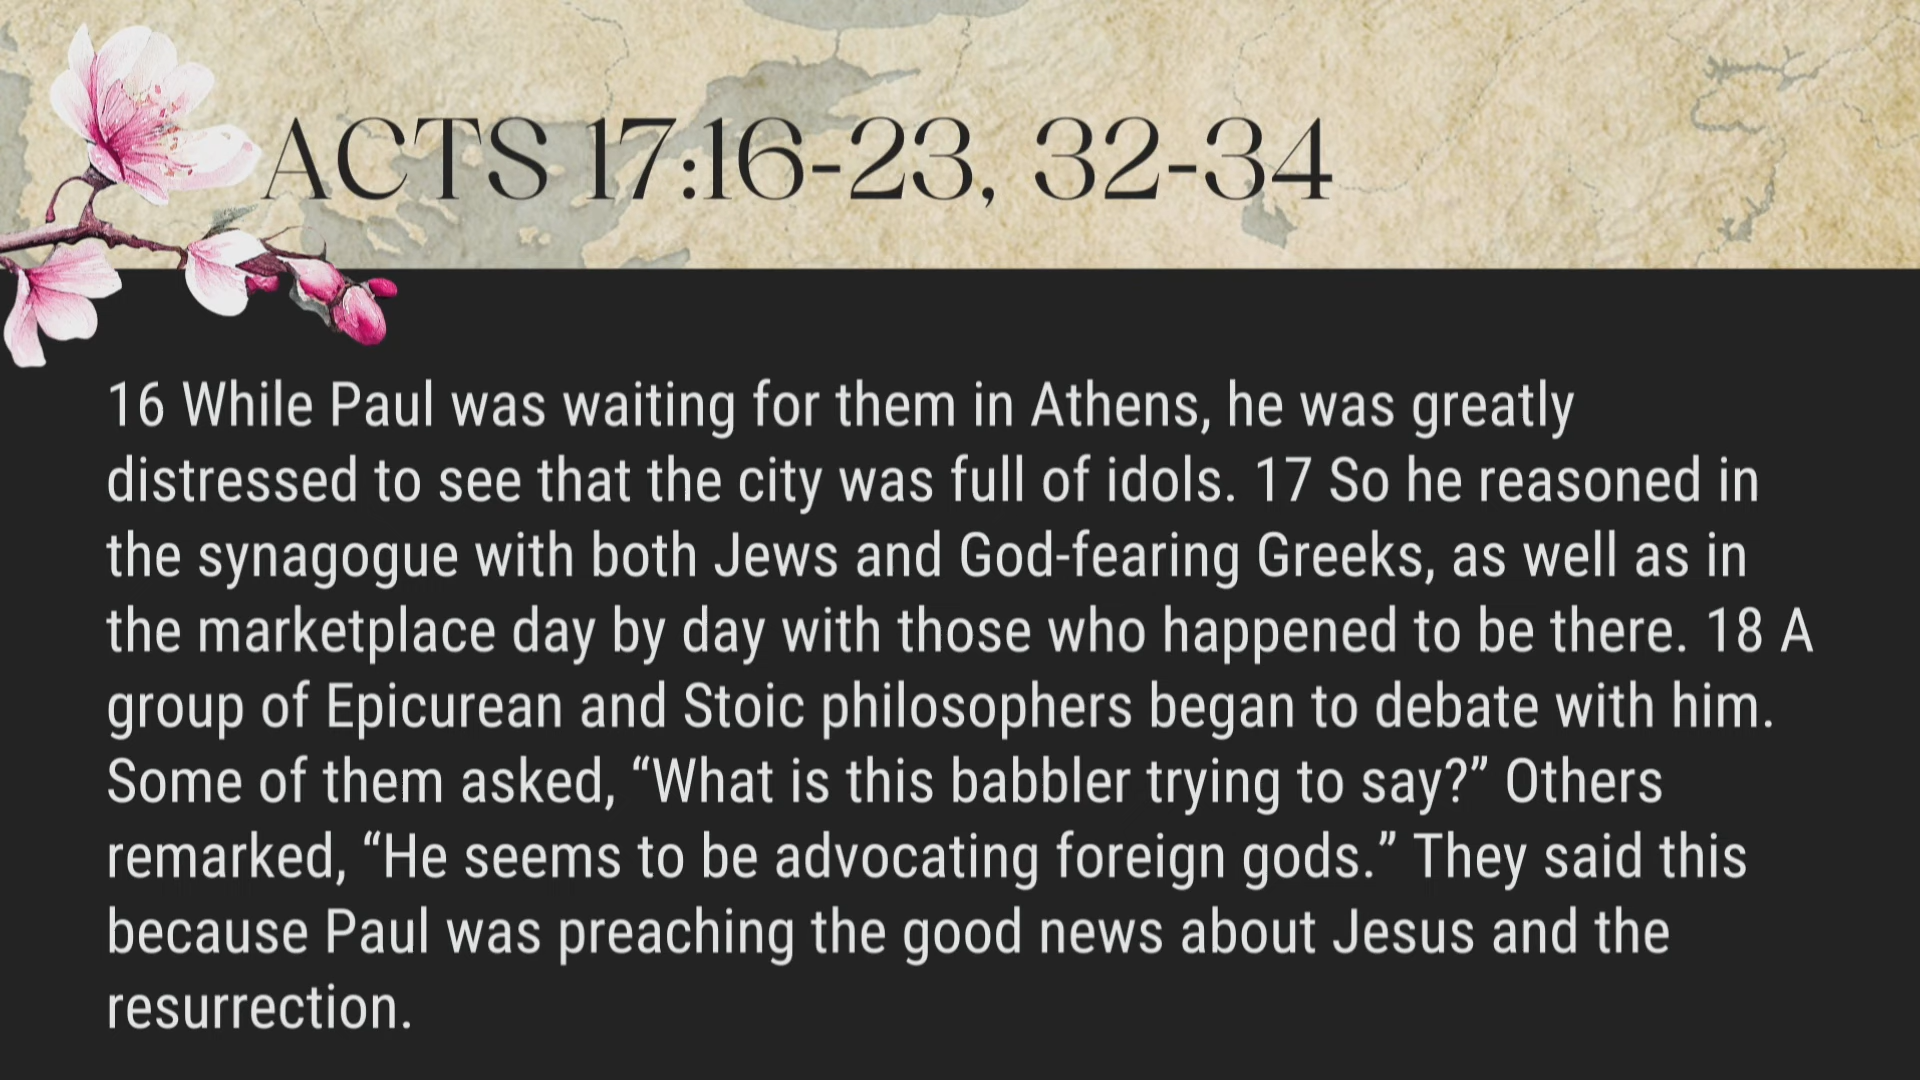 ACTS 17:16-23, 32-34
16 While Paul was waiting for them in Athens, he was greatly
distressed to see that the city was full of idols. 17 So he reasoned in
the synagogue with both Jews and God-fearing Greeks, as well as in
the marketplace day by day with those who happened to be there. 18 A
group of Epicurean and Stoic philosophers began to debate with him.
Some of them asked, “What is this babbler trying to say?” Others
remarked, “He seems to be advocating foreign gods.” They said this
because Paul was preaching the good news about Jesus and the
resurrection.